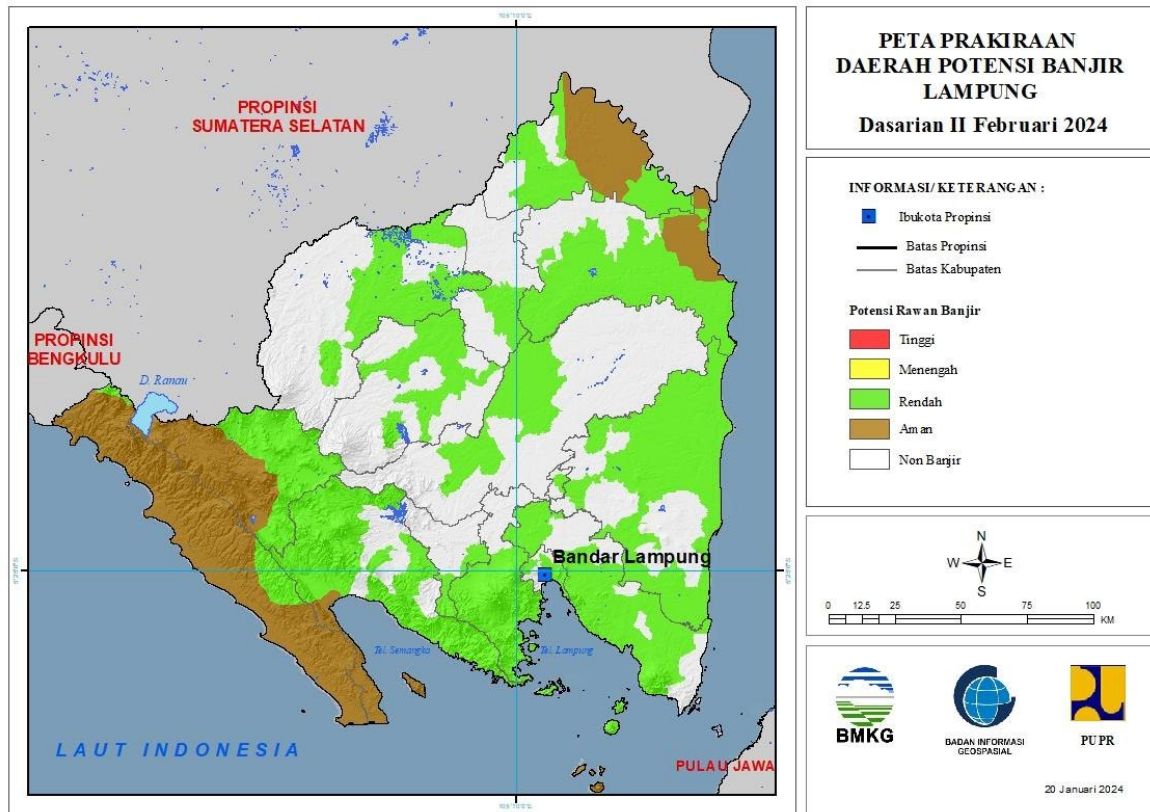 PETA PRAKIRAAN
DAERAH POTENSI BANJIR
LAMPUNG
Dasarian II Februari 2024
INFORMASI/ KETERANGAN :
Ibukota Propinsi
Batas Propinsi
Batas Kabupaten
Potensi Rawan Banjir
Tinggi
Menengah
Rendah
Aman
Non Banjir
N
W E
S
0 12.5 25 50 75 100
KM
BMKG
BADAN INFORMASI
GEOSPASIAL
PUPR
20 Januari 2024
PROPINSI
SUMATERA SELATAN
PROPINSI
BENGKULU
D. Ranau
Bandar Lampung
Tel. Semangka
Tel. Lampung
LAUT INDONESIA
PULAU JAWA